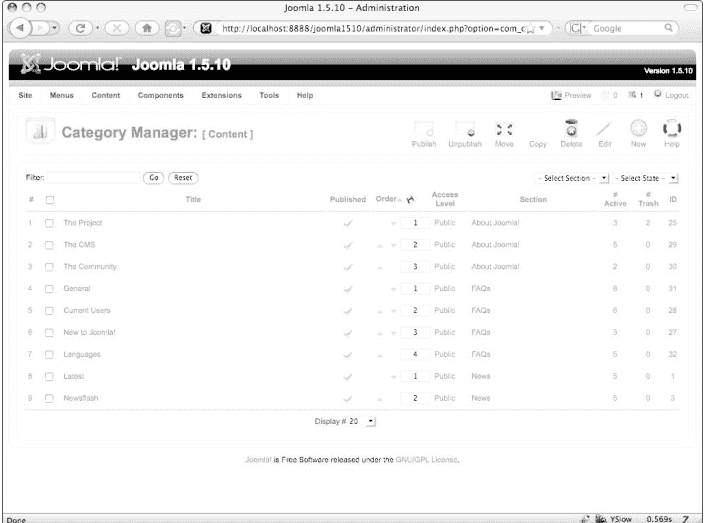 Joomla 1.5.10 - Administration
http://localhost:8888/joomla1510/administrator/index.php?option=com_c
Google
Joomla! Joomla 1.5.10
Version 1.5.10
Site Menus Content Components Extensions Tools Help Preview 0 1 Logout
Category Manager: [ Content ]
Publish Unpublish Move Copy Delete Edit New Help
Filter: Go Reset - Select Section - - Select State -
# Title Published Order Access Level Section # Active # Trash ID
1 The Project 1 Public About Joomla! 3 2 25
2 The CMS 2 Public About Joomla! 5 0 29
3 The Community 3 Public About Joomla! 2 0 30
4 General 1 Public FAQs 8 0 31
5 Current Users 2 Public FAQs 6 0 28
6 New to Joomla! 3 Public FAQs 3 0 27
7 Languages 4 Public FAQs 5 0 32
8 Latest 1 Public News 5 0 1
9 Newsflash 2 Public News 5 0 3
Display # 20
Joomla! is Free Software released under the GNU/GPL License.
Done YSlow 0.569s